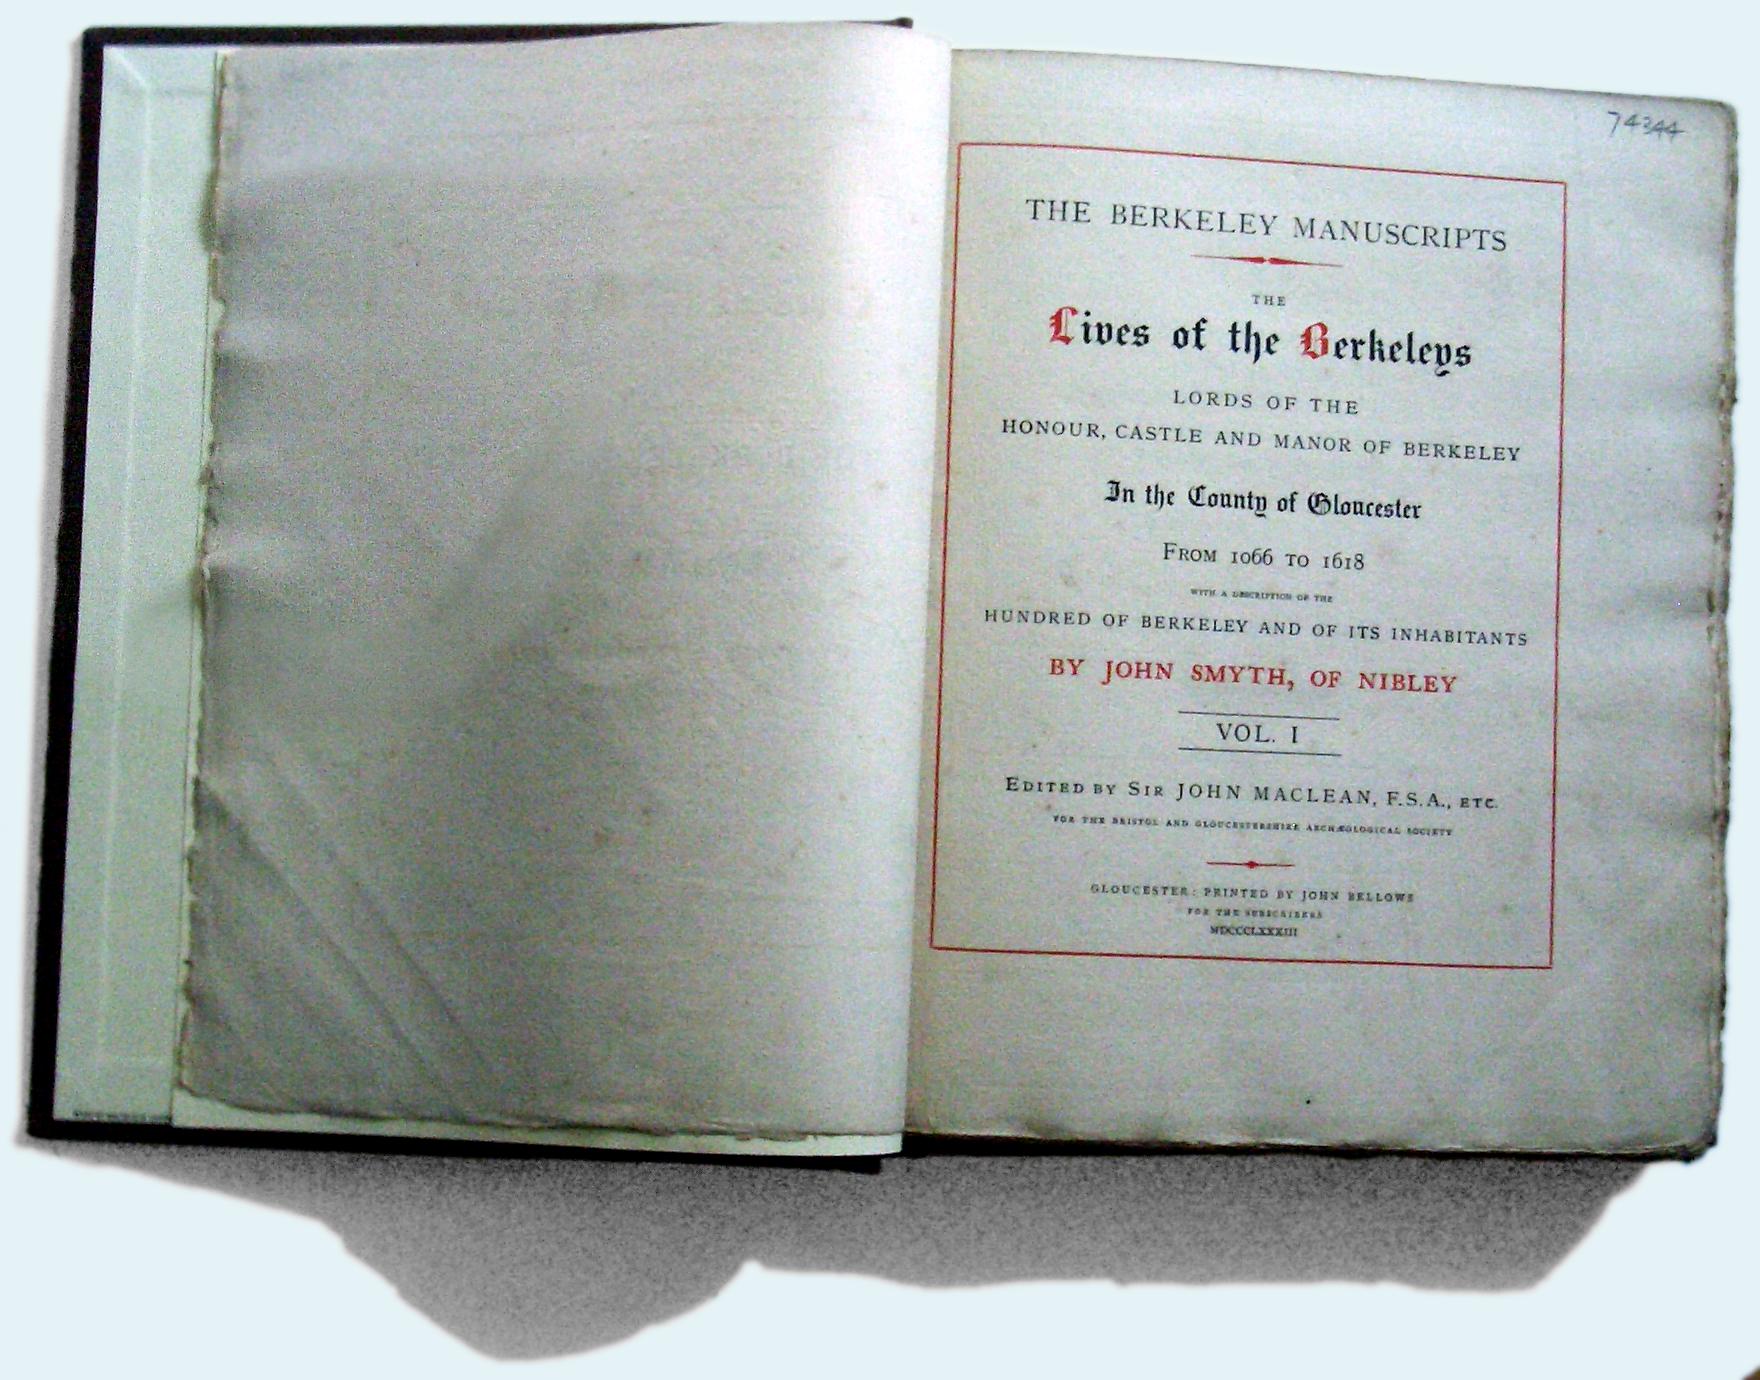 74344
THE BERKELEY MANUSCRIPTS
THE
Lives of the Berkeleys
LORDS OF THE
HONOUR, CASTLE AND MANOR OF BERKELEY
In the County of Gloucester
FROM 1066 TO 1618
WITH A DESCRIPTION OF THE
HUNDRED OF BERKELEY AND OF ITS INHABITANTS
BY JOHN SMYTH, OF NIBLEY
VOL. I
EDITED BY SIR JOHN MACLEAN, F.S.A., ETC.
FOR THE BRISTOL AND GLOUCESTERSHIRE ARCHÆOLOGICAL SOCIETY
GLOUCESTER: PRINTED BY JOHN BELLOWS
FOR THE SUBSCRIBERS
MDCCCLXXXIII